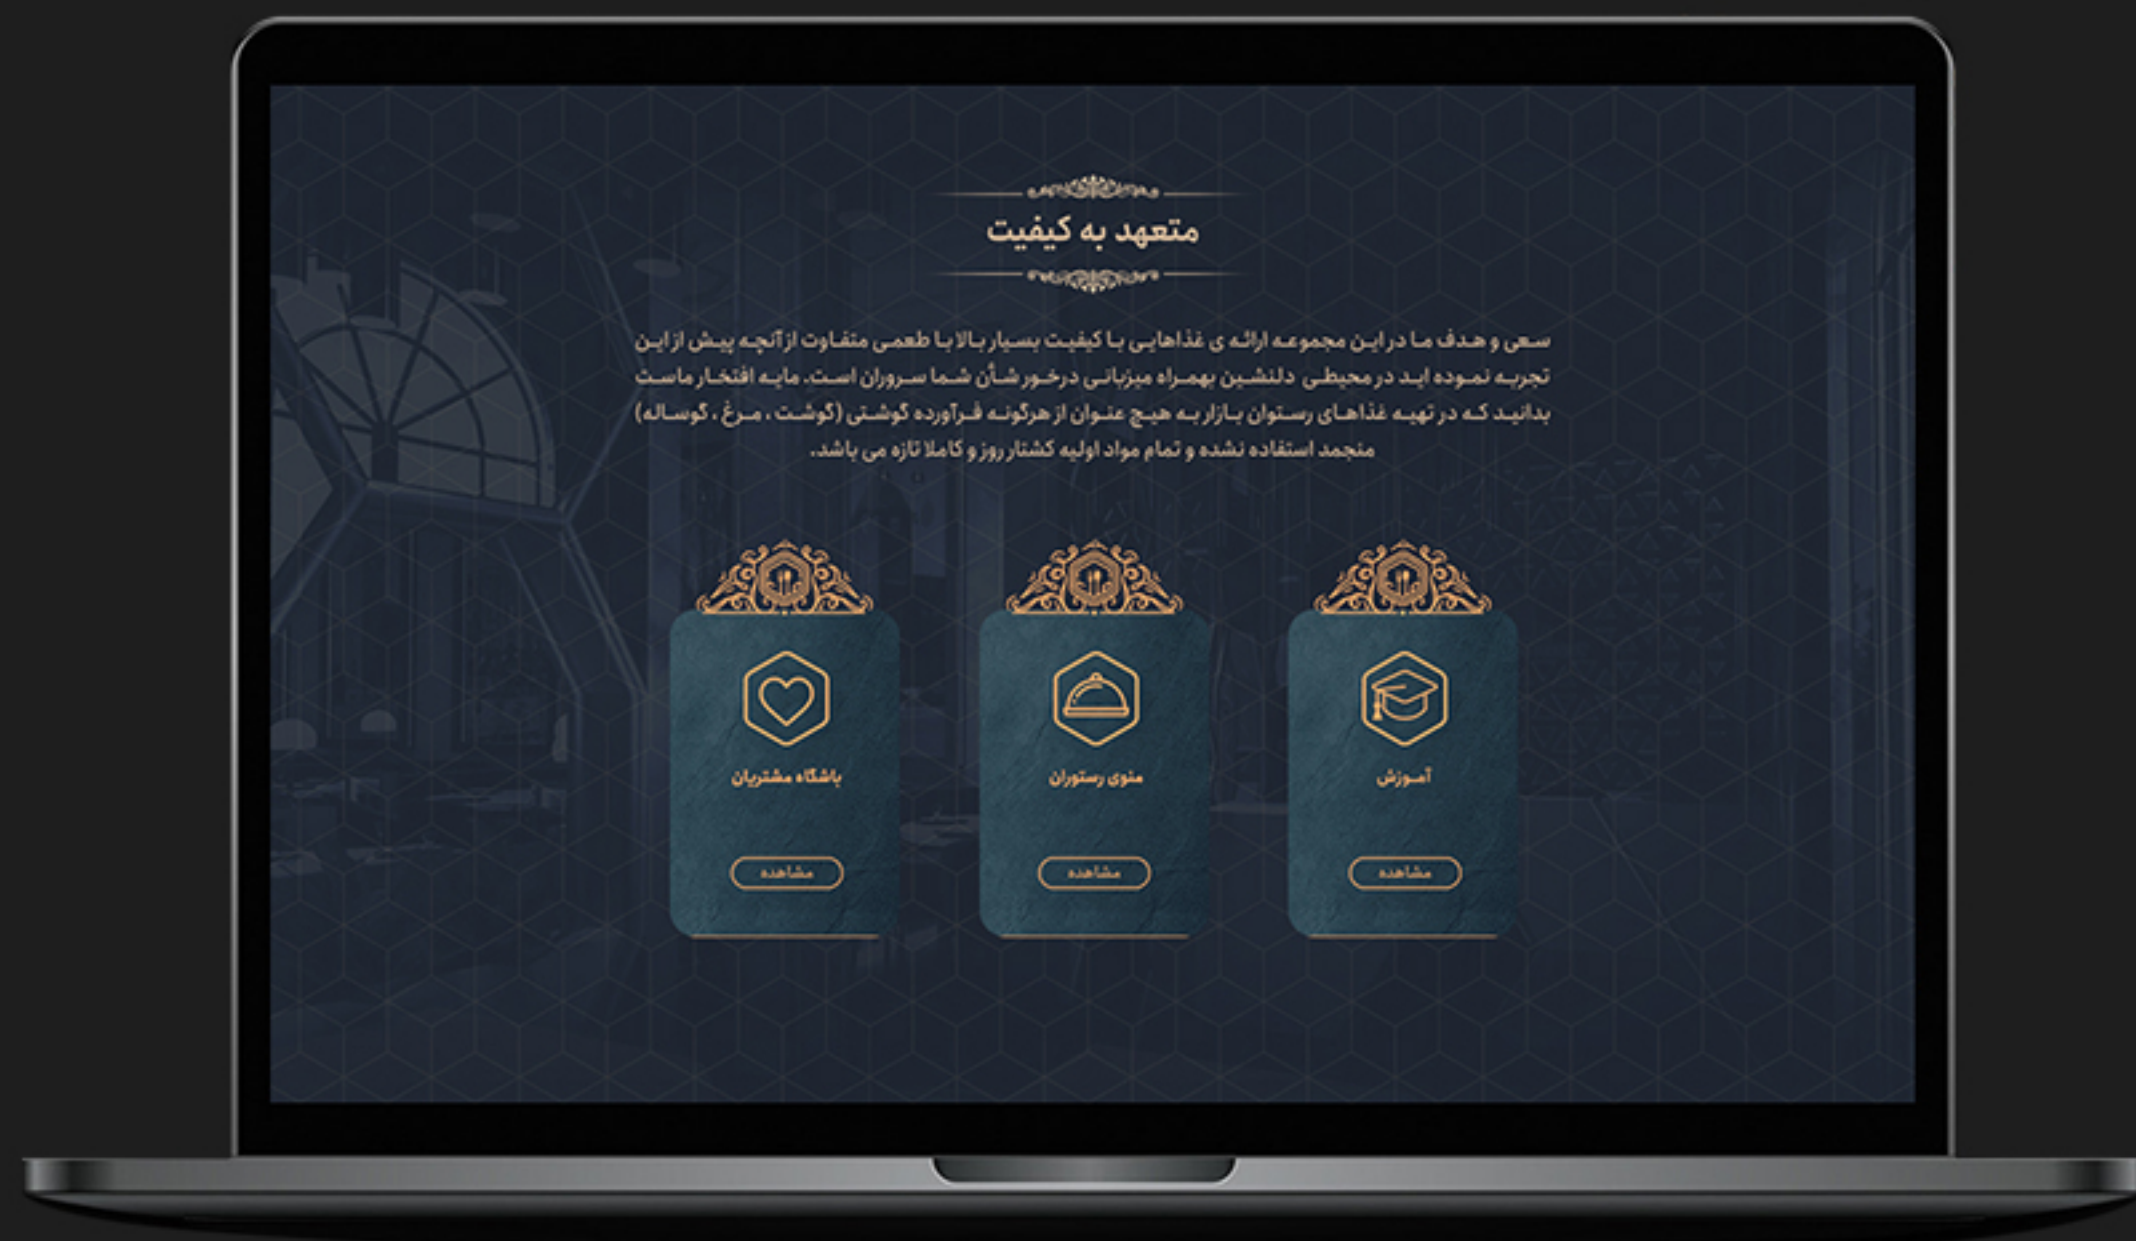 متعهد به کیفیت
سعی و هدف ما در این مجموعه ارائه ی غذاهایی با کیفیت بسیار بالا با طعمی متفاوت از آنچه پیش از این
تجربه نموده اید در محیطی دلنشین بهمراه میزبانی درخور شأن شما سروران است. مایه افتخار ماست
بدانید که در تهیه غذاهای رستوان بازار به هیچ عنوان از هرگونه فرآورده گوشتی (گوشت ، مرغ ، گوساله)
منجمد استفاده نشده و تمام مواد اولیه کشتار روز و کاملا تازه می باشد.
آموزش
مشاهده
منوی رستوران
مشاهده
باشگاه مشتریان
مشاهده